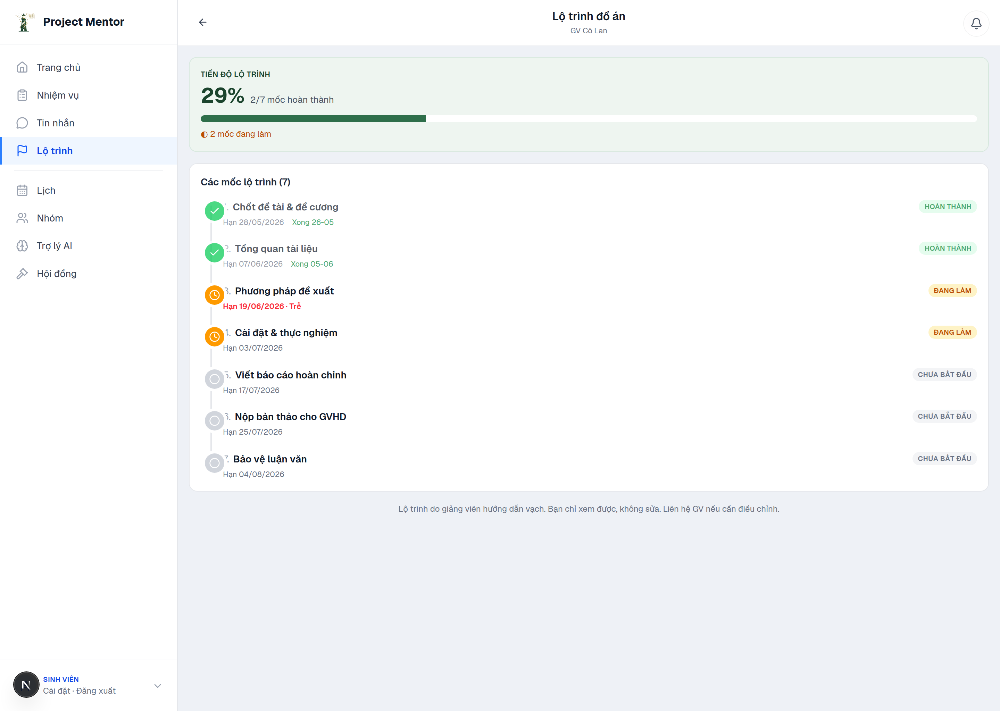 Project Mentor
Trang chủ
Nhiệm vụ
Tin nhắn
Lộ trình
Lịch
Nhóm
Trợ lý AI
Hội đồng
SINH VIÊN
Cài đặt · Đăng xuất
Lộ trình đồ án
GV Cô Lan
TIẾN ĐỘ LỘ TRÌNH
29% 2/7 mốc hoàn thành
2 mốc đang làm
Các mốc lộ trình (7)
Chốt đề tài & đề cương HOÀN THÀNH
Hạn 28/05/2026 Xong 26-05
2. Tổng quan tài liệu HOÀN THÀNH
Hạn 07/06/2026 Xong 05-06
3. Phương pháp đề xuất ĐANG LÀM
Hạn 19/06/2026 · Trễ
4. Cài đặt & thực nghiệm ĐANG LÀM
Hạn 03/07/2026
5. Viết báo cáo hoàn chỉnh CHƯA BẮT ĐẦU
Hạn 17/07/2026
6. Nộp bản thảo cho GVHD CHƯA BẮT ĐẦU
Hạn 25/07/2026
7. Bảo vệ luận văn CHƯA BẮT ĐẦU
Hạn 04/08/2026
Lộ trình do giảng viên hướng dẫn vạch. Bạn chỉ xem được, không sửa. Liên hệ GV nếu cần điều chỉnh.